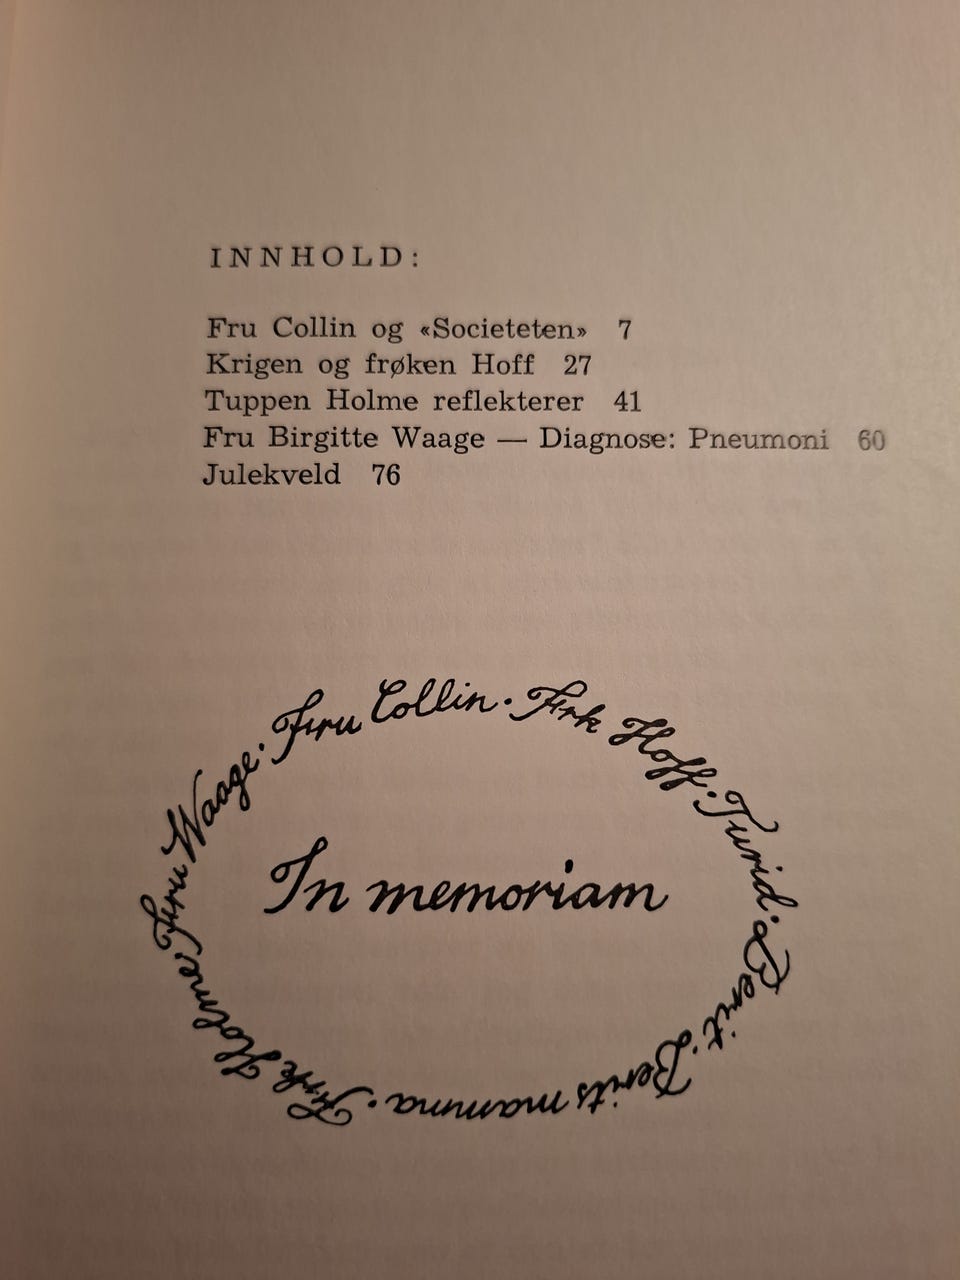 INNHOLD:
Fru Collin og «Societeten» 7
Krigen og frøken Hoff 27
Tuppen Holme reflekterer 41
Fru Birgitte Waage — Diagnose: Pneumoni 60
Julekveld 76
Fru Collin · Frk Hoff · Turid · Berit · Berits mamma · Frk Holme Fru Waage ·
In memoriam